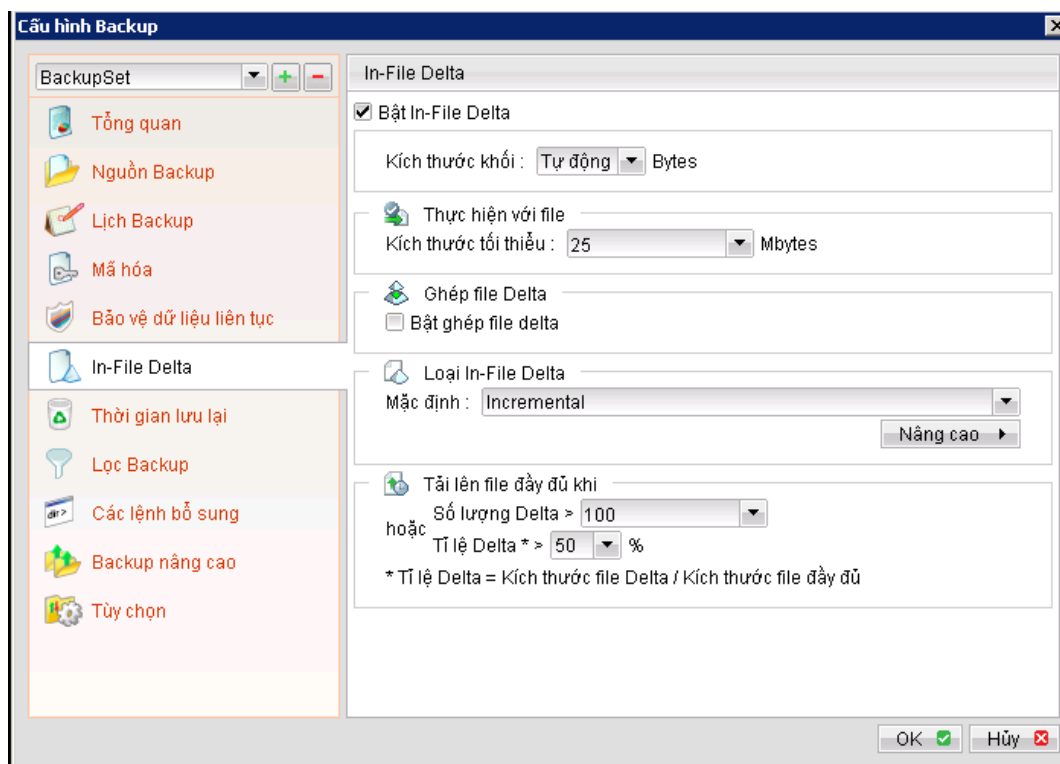 Cấu hình Backup
BackupSet
Tổng quan
Nguồn Backup
Lịch Backup
Mã hóa
Bảo vệ dữ liệu liên tục
In-File Delta
Thời gian lưu lại
Lọc Backup
Các lệnh bổ sung
Backup nâng cao
Tùy chọn
In-File Delta
Bật In-File Delta
Kích thước khối : Tự động Bytes
Thực hiện với file
Kích thước tối thiểu : 25 Mbytes
Ghép file Delta
Bật ghép file delta
Loại In-File Delta
Mặc định : Incremental
Nâng cao
Tải lên file đầy đủ khi
Số lượng Delta > 100
hoặc
Tỉ lệ Delta * > 50 %
* Tỉ lệ Delta = Kích thước file Delta / Kích thước file đầy đủ
OK Hủy